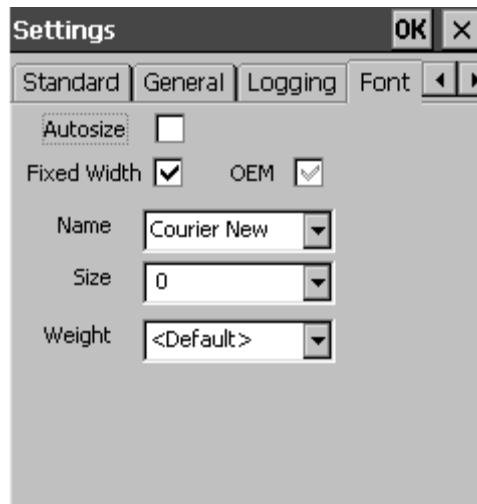 Settings OK ×
Standard General Logging Font
Autosize
Fixed Width OEM
Name Courier New
Size 0
Weight <Default>